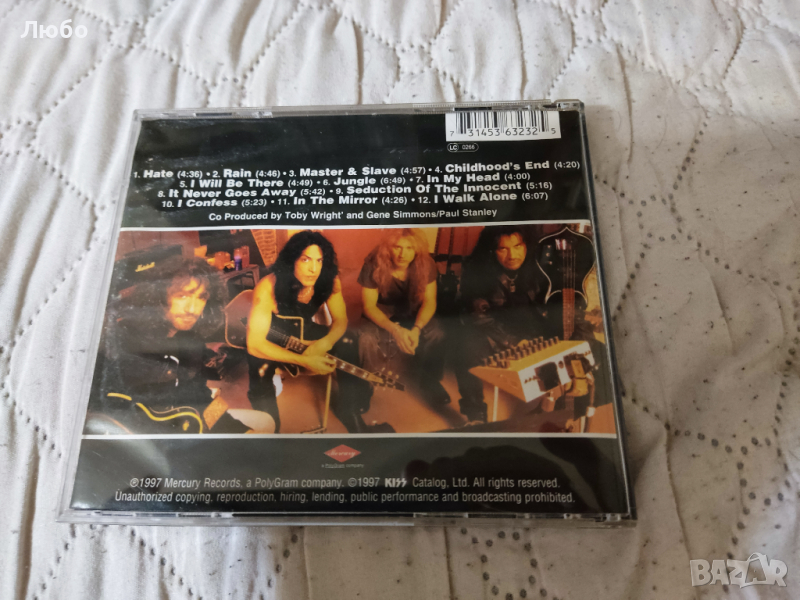 Любо
7 31453 63232 5
LC 0268
1. Hate (4:36) • 2. Rain (4:46) • 3. Master & Slave (4:57) • 4. Childhood's End (4:20)
5. I Will Be There (4:49) • 6. Jungle (6:49) • 7. In My Head (4:00)
8. It Never Goes Away (5:42) • 9. Seduction Of The Innocent (5:16)
10. I Confess (5:23) • 11. In The Mirror (4:26) • 12. I Walk Alone (6:07)
Co Produced by Toby Wright' and Gene Simmons/Paul Stanley
Marshall
Mercury
a PolyGram company
℗1997 Mercury Records, a PolyGram company. ©1997 KISS Catalog, Ltd. All rights reserved.
Unauthorized copying, reproduction, hiring, lending, public performance and broadcasting prohibited.
BAZAR